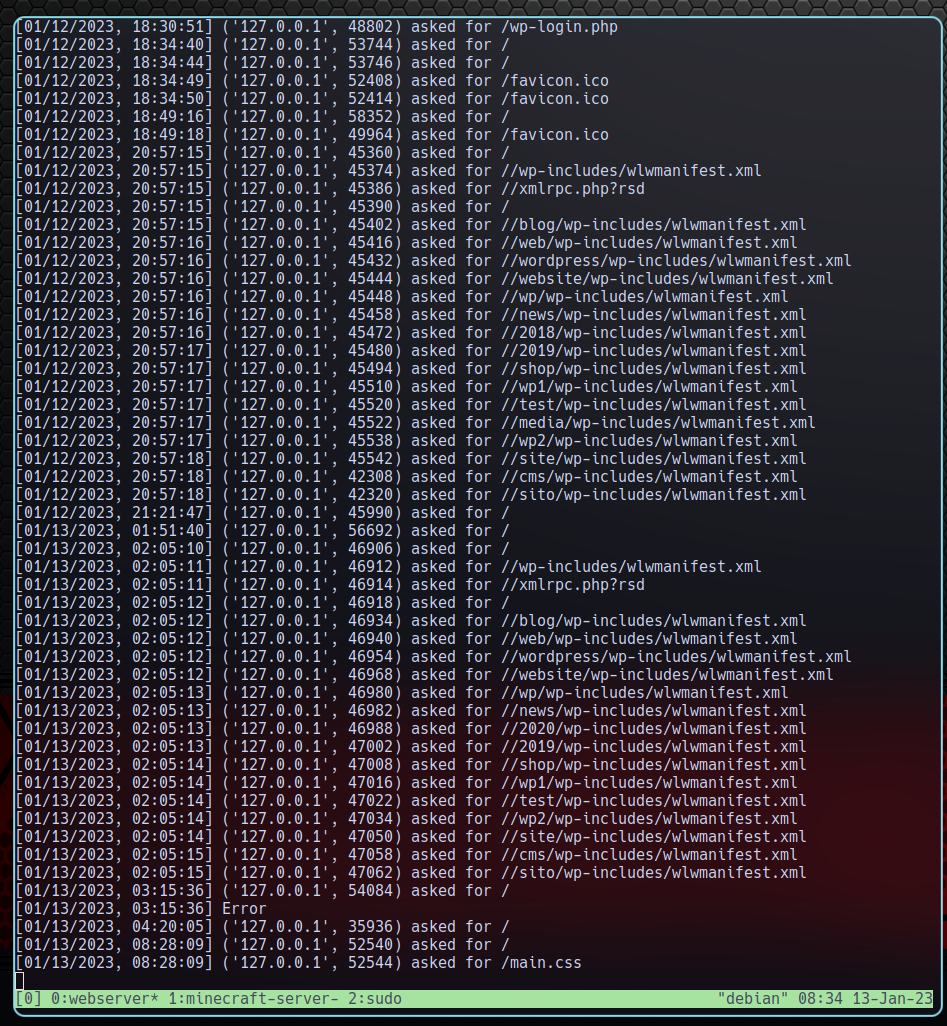 [01/12/2023, 18:30:51] ('127.0.0.1', 48802) asked for /wp-login.php
[01/12/2023, 18:34:40] ('127.0.0.1', 53744) asked for /
[01/12/2023, 18:34:44] ('127.0.0.1', 53746) asked for /
[01/12/2023, 18:34:49] ('127.0.0.1', 52408) asked for /favicon.ico
[01/12/2023, 18:34:50] ('127.0.0.1', 52414) asked for /favicon.ico
[01/12/2023, 18:49:16] ('127.0.0.1', 58352) asked for /
[01/12/2023, 18:49:18] ('127.0.0.1', 49964) asked for /favicon.ico
[01/12/2023, 20:57:15] ('127.0.0.1', 45360) asked for /
[01/12/2023, 20:57:15] ('127.0.0.1', 45374) asked for //wp-includes/wlwmanifest.xml
[01/12/2023, 20:57:15] ('127.0.0.1', 45386) asked for //xmlrpc.php?rsd
[01/12/2023, 20:57:15] ('127.0.0.1', 45390) asked for /
[01/12/2023, 20:57:15] ('127.0.0.1', 45402) asked for //blog/wp-includes/wlwmanifest.xml
[01/12/2023, 20:57:16] ('127.0.0.1', 45416) asked for //web/wp-includes/wlwmanifest.xml
[01/12/2023, 20:57:16] ('127.0.0.1', 45432) asked for //wordpress/wp-includes/wlwmanifest.xml
[01/12/2023, 20:57:16] ('127.0.0.1', 45444) asked for //website/wp-includes/wlwmanifest.xml
[01/12/2023, 20:57:16] ('127.0.0.1', 45448) asked for //wp/wp-includes/wlwmanifest.xml
[01/12/2023, 20:57:16] ('127.0.0.1', 45458) asked for //news/wp-includes/wlwmanifest.xml
[01/12/2023, 20:57:16] ('127.0.0.1', 45472) asked for //2018/wp-includes/wlwmanifest.xml
[01/12/2023, 20:57:17] ('127.0.0.1', 45480) asked for //2019/wp-includes/wlwmanifest.xml
[01/12/2023, 20:57:17] ('127.0.0.1', 45494) asked for //shop/wp-includes/wlwmanifest.xml
[01/12/2023, 20:57:17] ('127.0.0.1', 45510) asked for //wp1/wp-includes/wlwmanifest.xml
[01/12/2023, 20:57:17] ('127.0.0.1', 45520) asked for //test/wp-includes/wlwmanifest.xml
[01/12/2023, 20:57:17] ('127.0.0.1', 45522) asked for //media/wp-includes/wlwmanifest.xml
[01/12/2023, 20:57:17] ('127.0.0.1', 45538) asked for //wp2/wp-includes/wlwmanifest.xml
[01/12/2023, 20:57:18] ('127.0.0.1', 45542) asked for //site/wp-includes/wlwmanifest.xml
[01/12/2023, 20:57:18] ('127.0.0.1', 42308) asked for //cms/wp-includes/wlwmanifest.xml
[01/12/2023, 20:57:18] ('127.0.0.1', 42320) asked for //sito/wp-includes/wlwmanifest.xml
[01/12/2023, 21:21:47] ('127.0.0.1', 45990) asked for /
[01/13/2023, 01:51:40] ('127.0.0.1', 56692) asked for /
[01/13/2023, 02:05:10] ('127.0.0.1', 46906) asked for /
[01/13/2023, 02:05:11] ('127.0.0.1', 46912) asked for //wp-includes/wlwmanifest.xml
[01/13/2023, 02:05:11] ('127.0.0.1', 46914) asked for //xmlrpc.php?rsd
[01/13/2023, 02:05:12] ('127.0.0.1', 46918) asked for /
[01/13/2023, 02:05:12] ('127.0.0.1', 46934) asked for //blog/wp-includes/wlwmanifest.xml
[01/13/2023, 02:05:12] ('127.0.0.1', 46940) asked for //web/wp-includes/wlwmanifest.xml
[01/13/2023, 02:05:12] ('127.0.0.1', 46954) asked for //wordpress/wp-includes/wlwmanifest.xml
[01/13/2023, 02:05:12] ('127.0.0.1', 46968) asked for //website/wp-includes/wlwmanifest.xml
[01/13/2023, 02:05:13] ('127.0.0.1', 46980) asked for //wp/wp-includes/wlwmanifest.xml
[01/13/2023, 02:05:13] ('127.0.0.1', 46982) asked for //news/wp-includes/wlwmanifest.xml
[01/13/2023, 02:05:13] ('127.0.0.1', 46988) asked for //2020/wp-includes/wlwmanifest.xml
[01/13/2023, 02:05:13] ('127.0.0.1', 47002) asked for //2019/wp-includes/wlwmanifest.xml
[01/13/2023, 02:05:14] ('127.0.0.1', 47008) asked for //shop/wp-includes/wlwmanifest.xml
[01/13/2023, 02:05:14] ('127.0.0.1', 47016) asked for //wp1/wp-includes/wlwmanifest.xml
[01/13/2023, 02:05:14] ('127.0.0.1', 47022) asked for //test/wp-includes/wlwmanifest.xml
[01/13/2023, 02:05:14] ('127.0.0.1', 47034) asked for //wp2/wp-includes/wlwmanifest.xml
[01/13/2023, 02:05:14] ('127.0.0.1', 47050) asked for //site/wp-includes/wlwmanifest.xml
[01/13/2023, 02:05:15] ('127.0.0.1', 47058) asked for //cms/wp-includes/wlwmanifest.xml
[01/13/2023, 02:05:15] ('127.0.0.1', 47062) asked for //sito/wp-includes/wlwmanifest.xml
[01/13/2023, 03:15:36] ('127.0.0.1', 54084) asked for /
[01/13/2023, 03:15:36] Error
[01/13/2023, 04:20:05] ('127.0.0.1', 35936) asked for /
[01/13/2023, 08:28:09] ('127.0.0.1', 52540) asked for /
[01/13/2023, 08:28:09] ('127.0.0.1', 52544) asked for /main.css
[0] 0:webserver* 1:minecraft-server- 2:sudo "debian" 08:34 13-Jan-23